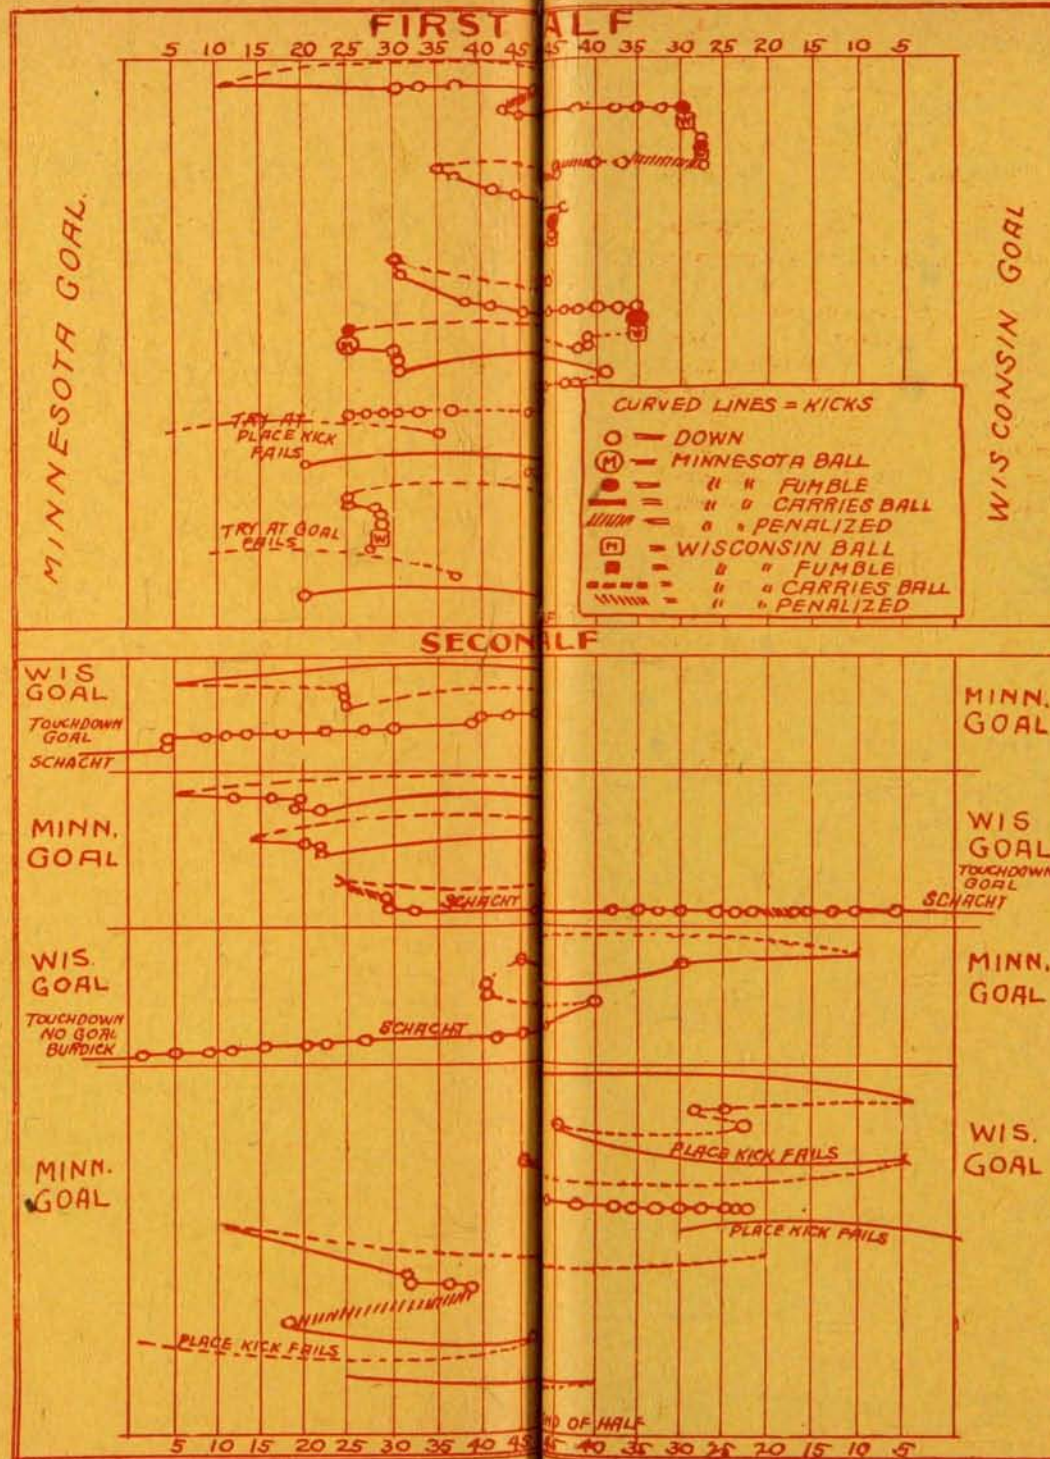 FIRST ALF
5 10 15 20 25 30 35 40 45 45 40 35 30 25 20 15 10 5
MINNESOTA GOAL.
WISCONSIN GOAL
TRY AT
PLACE KICK
FAILS
TRY AT GOAL
FAILS
CURVED LINES = KICKS
DOWN
M MINNESOTA BALL
" " FUMBLE
" " CARRIES BALL
" " PENALIZED
WISCONSIN BALL
" " FUMBLE
" " CARRIES BALL
" " PENALIZED
SECON ALF
WIS
GOAL
TOUCHDOWN
GOAL
SCHACHT
MINN.
GOAL
MINN.
GOAL
SCHACHT
WIS
GOAL
TOUCHDOWN
GOAL
SCHACHT
WIS.
GOAL
TOUCHDOWN
NO GOAL
BURDICK
SCHACHT
MINN.
GOAL
MINN.
GOAL
PLACE KICK FAILS
WIS.
GOAL
PLACE KICK FAILS
PLACE KICK FAILS
ND OF HALF
5 10 15 20 25 30 35 40 45 45 40 35 30 25 20 15 10 5